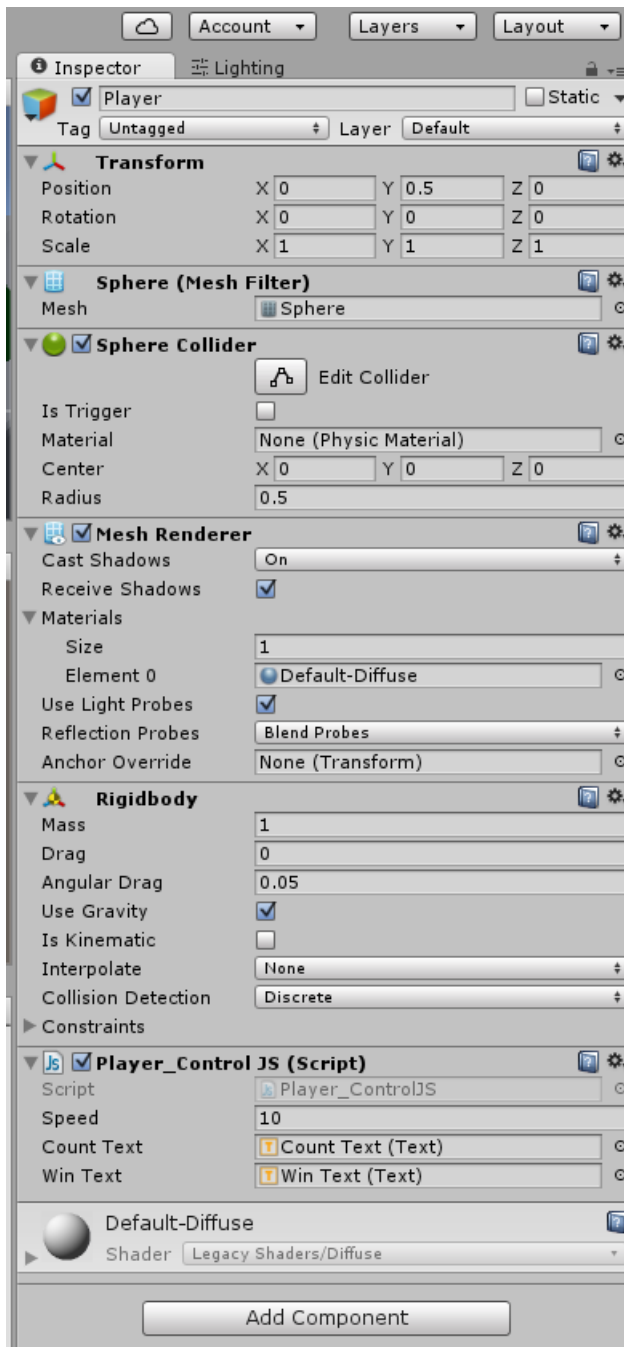 Account Layers Layout
Inspector Lighting
Player Static
Tag Untagged Layer Default
Transform
Position X 0 Y 0.5 Z 0
Rotation X 0 Y 0 Z 0
Scale X 1 Y 1 Z 1
Sphere (Mesh Filter)
Mesh Sphere
Sphere Collider
Edit Collider
Is Trigger
Material None (Physic Material)
Center X 0 Y 0 Z 0
Radius 0.5
Mesh Renderer
Cast Shadows On
Receive Shadows
Materials
Size 1
Element 0 Default-Diffuse
Use Light Probes
Reflection Probes Blend Probes
Anchor Override None (Transform)
Rigidbody
Mass 1
Drag 0
Angular Drag 0.05
Use Gravity
Is Kinematic
Interpolate None
Collision Detection Discrete
Constraints
Js Player_Control JS (Script)
Script Player_ControlJS
Speed 10
Count Text Count Text (Text)
Win Text Win Text (Text)
Default-Diffuse
Shader Legacy Shaders/Diffuse
Add Component